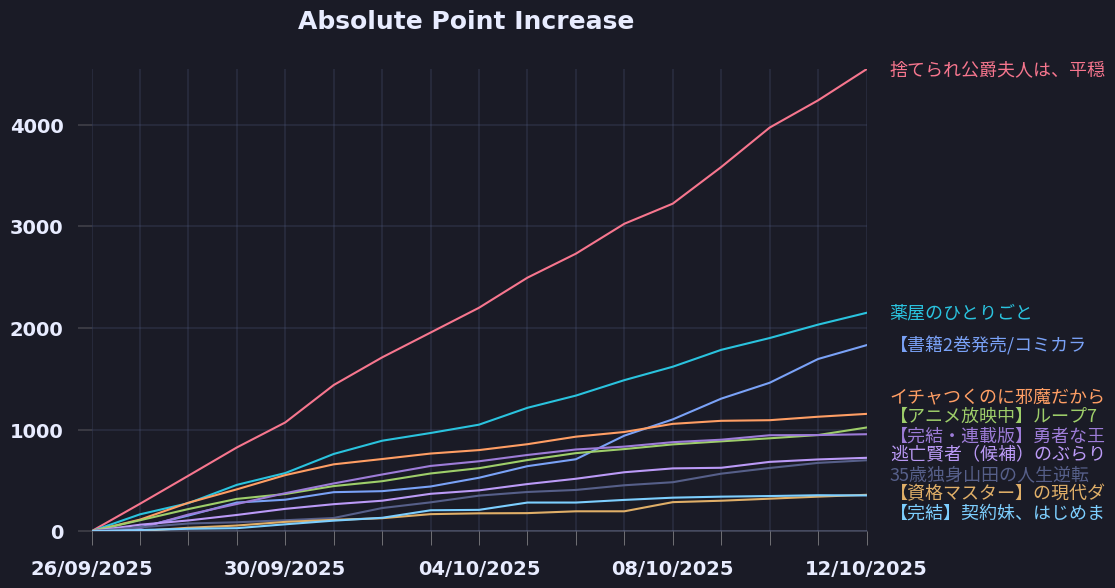 Absolute Point Increase
捨てられ公爵夫人は、平穏
4000
3000
薬屋のひとりごと
2000
【書籍2巻発売/コミカラ
イチャつくのに邪魔だから
【アニメ放映中】ループ7
1000
【完結・連載版】勇者な王
逃亡賢者（候補）のぶらり
35歳独身山田の人生逆転
【資格マスター】の現代ダ
【完結】契約妹、はじめま
0
26/09/2025 30/09/2025 04/10/2025 08/10/2025 12/10/2025